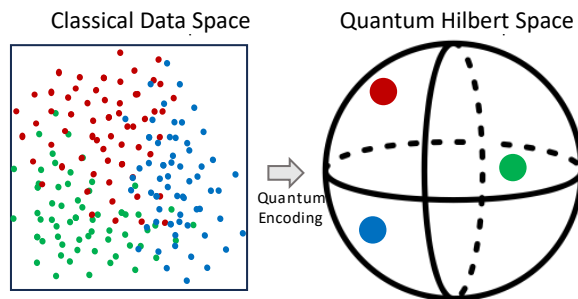 Classical Data Space
Quantum Hilbert Space
Quantum
Encoding